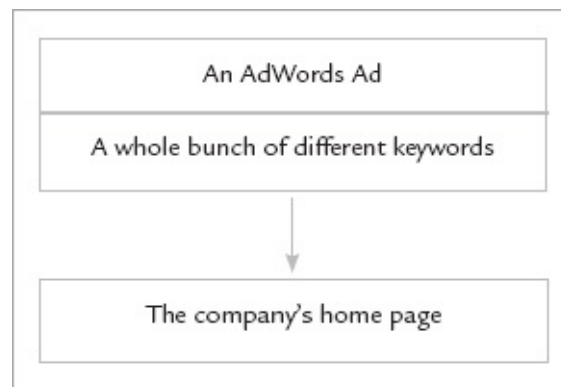 An AdWords Ad
A whole bunch of different keywords
The company's home page